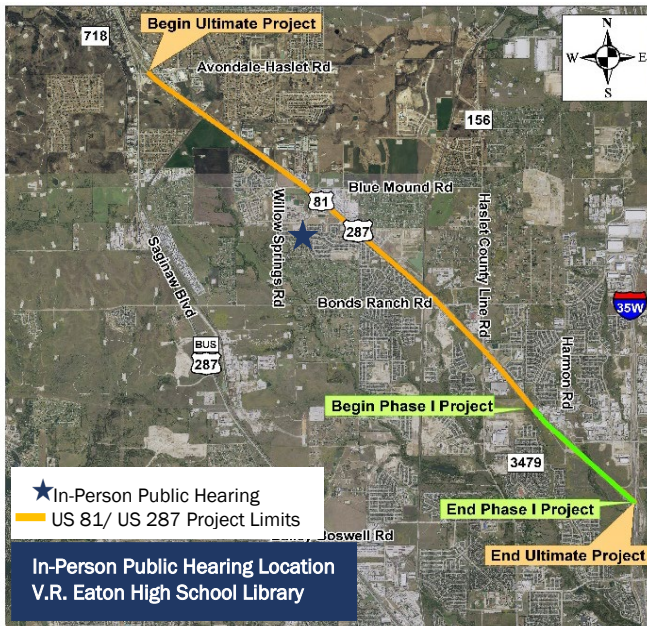 Begin Ultimate Project
718
Avondale-Haslet Rd
N
W E
S
156
Blue Mound Rd
81
Willow Springs Rd
287
Haslet County Line Rd
Saginaw Blvd
Bonds Ranch Rd
35W
BUS
287
Harmon Rd
Begin Phase I Project
3479
End Phase I Project
In-Person Public Hearing
US 81/ US 287 Project Limits
Boswell Rd
End Ultimate Project
In-Person Public Hearing Location
V.R. Eaton High School Library